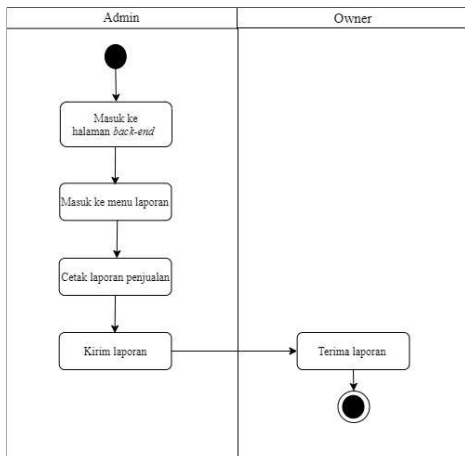 Admin
Owner
Masuk ke
halaman back-end
Masuk ke menu laporan
Cetak laporan penjualan
Kirim laporan
Terima laporan